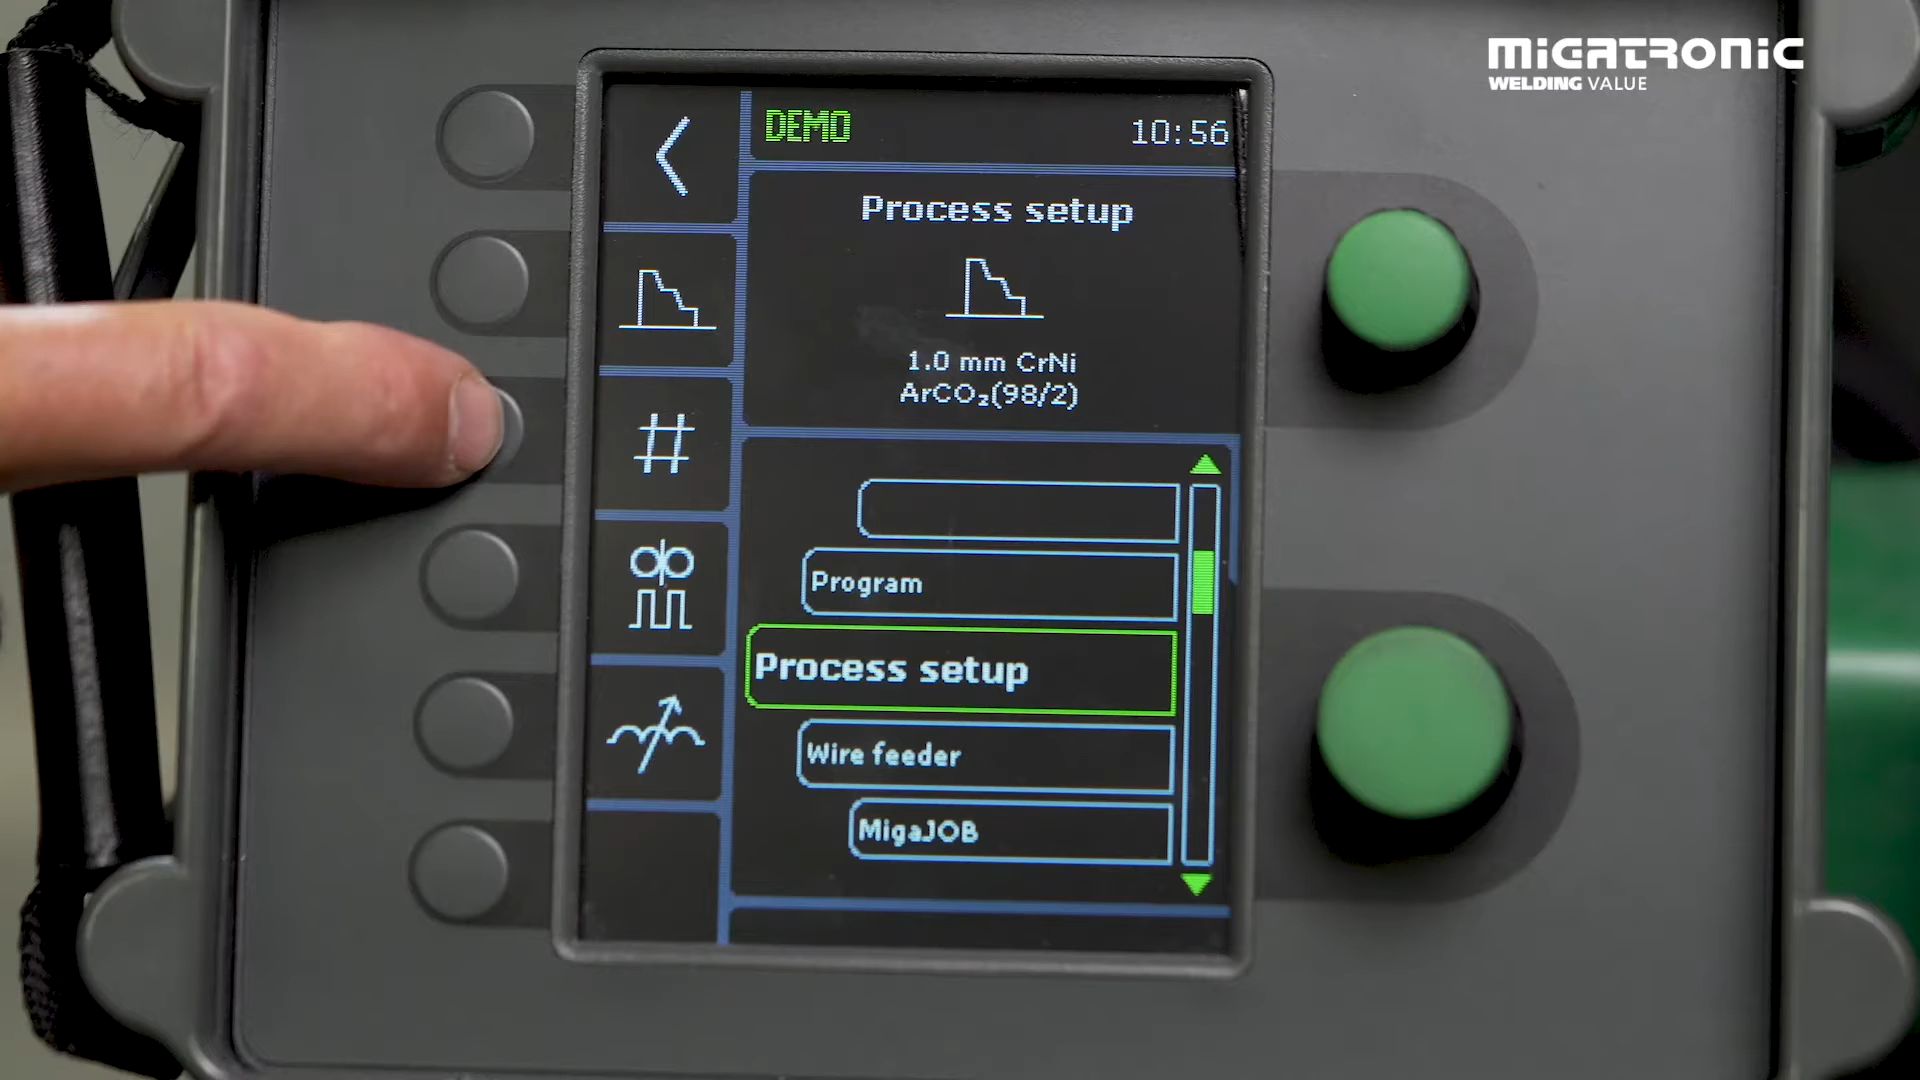 MIGATRONIC
WELDING VALUE
DEMO
10:56
Process setup
1.0 mm CrNi
ArCO₂(98/2)
#
Program
Process setup
Wire feeder
MigaJOB